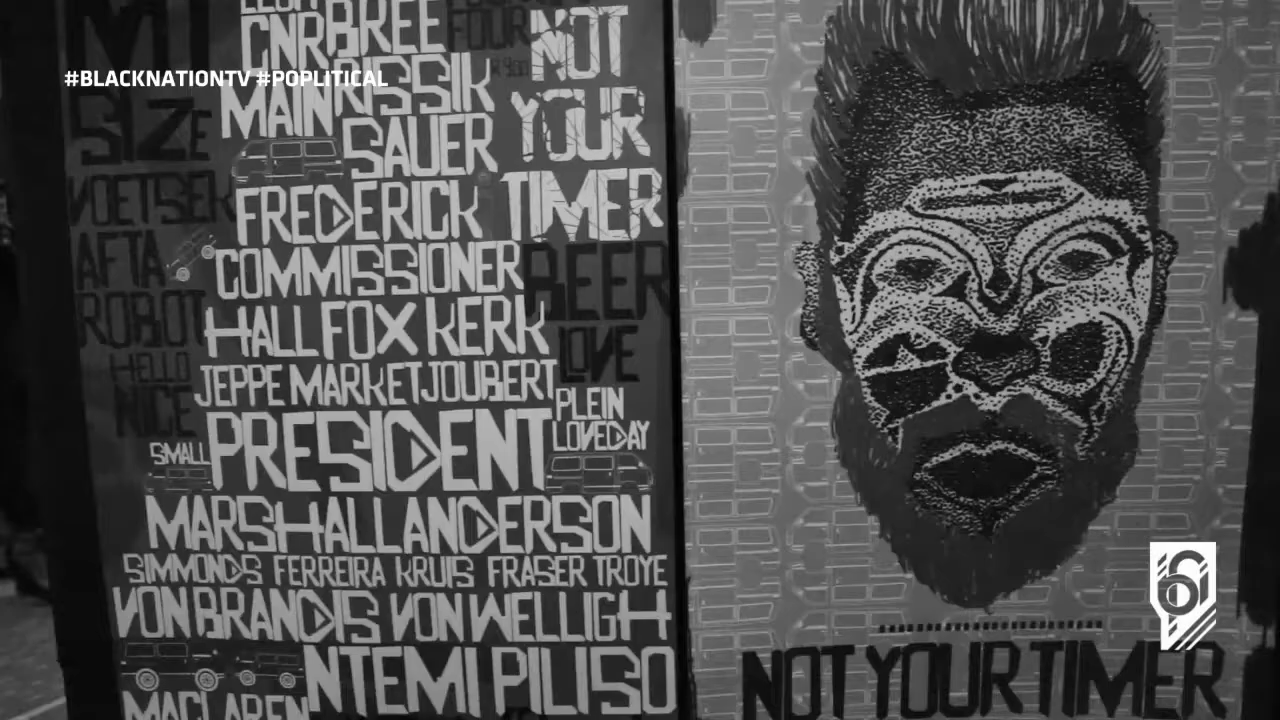 #BLACKNATIONTV #POPLITICAL
CNR BREE
MAIN RISSIK
SAUER
FREDERICK
COMMISSIONER
HALL FOX KERK
JEPPE MARKET JOUBERT
PRESIDENT
PLEIN
LOVEDAY
SMALL
MARSHALL ANDERSON
SIMMONDS FERREIRA KRUIS FRASER TROYE
VON BRANDIS VON WELLIGH
NTEMI PILISO
MACLAREN
FOUR
NOT
YOUR
TIMER
BEER
LOVE
SIZE
VOETSEK
AFTA
ROBOT
HELLO
NICE
NOT YOUR TIMER